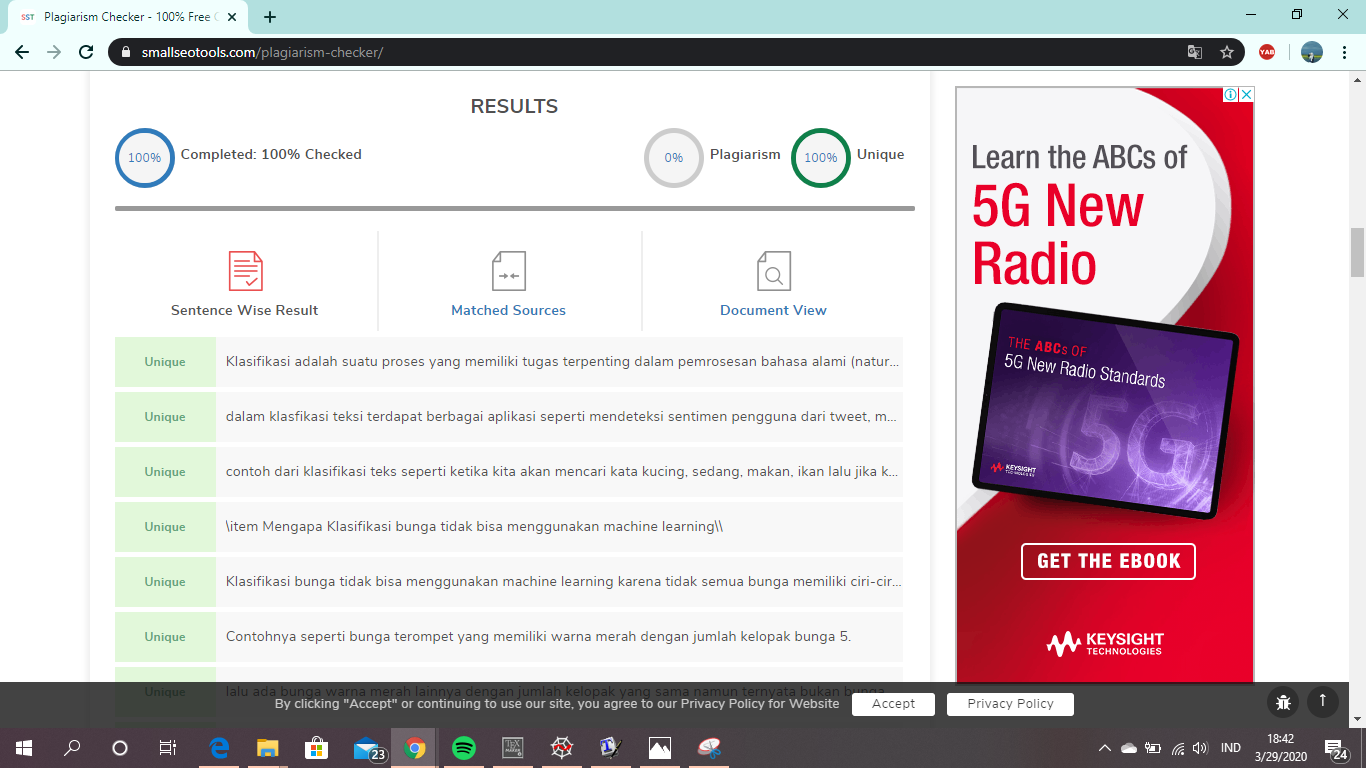 SST Plagiarism Checker - 100% Free
smallseotools.com/plagiarism-checker/
YAB
RESULTS
100% Completed: 100% Checked
0% Plagiarism 100% Unique
Sentence Wise Result
Matched Sources
Document View
Unique Klasifikasi adalah suatu proses yang memiliki tugas terpenting dalam pemrosesan bahasa alami (natur...
Unique dalam klasfikasi teksi terdapat berbagai aplikasi seperti mendeteksi sentimen pengguna dari tweet, m...
Unique contoh dari klasifikasi teks seperti ketika kita akan mencari kata kucing, sedang, makan, ikan lalu jika k...
Unique \item Mengapa Klasifikasi bunga tidak bisa menggunakan machine learning\\
Unique Klasifikasi bunga tidak bisa menggunakan machine learning karena tidak semua bunga memiliki ciri-cir...
Unique Contohnya seperti bunga terompet yang memiliki warna merah dengan jumlah kelopak bunga 5.
Unique lalu ada bunga warna merah lainnya dengan jumlah kelopak yang sama namun ternyata bukan bunga
Learn the ABCs of
5G New
Radio
THE ABCs OF
5G New Radio Standards
5G
KEYSIGHT
TECHNOLOGIES
GET THE EBOOK
KEYSIGHT
TECHNOLOGIES
By clicking "Accept" or continuing to use our site, you agree to our Privacy Policy for Website
Accept
Privacy Policy
23
TEX
MAKER
IND
18:42
3/29/2020
24